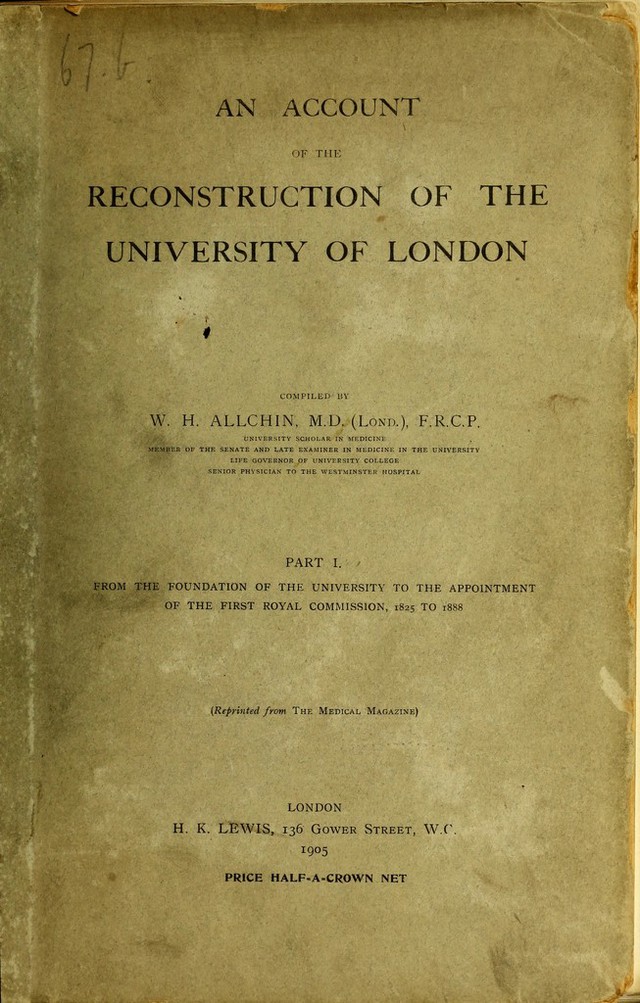 67.6.
AN ACCOUNT
OF THE
RECONSTRUCTION OF THE
UNIVERSITY OF LONDON
COMPILED BY
W. H. ALLCHIN, M.D. (LOND.), F.R.C.P.
UNIVERSITY SCHOLAR IN MEDICINE
MEMBER OF THE SENATE AND LATE EXAMINER IN MEDICINE IN THE UNIVERSITY
LIFE GOVERNOR OF UNIVERSITY COLLEGE
SENIOR PHYSICIAN TO THE WESTMINSTER HOSPITAL
PART I.
FROM THE FOUNDATION OF THE UNIVERSITY TO THE APPOINTMENT
OF THE FIRST ROYAL COMMISSION, 1825 TO 1888
(Reprinted from THE MEDICAL MAGAZINE)
LONDON
H. K. LEWIS, 136 GOWER STREET, W.C.
1905
PRICE HALF-A-CROWN NET